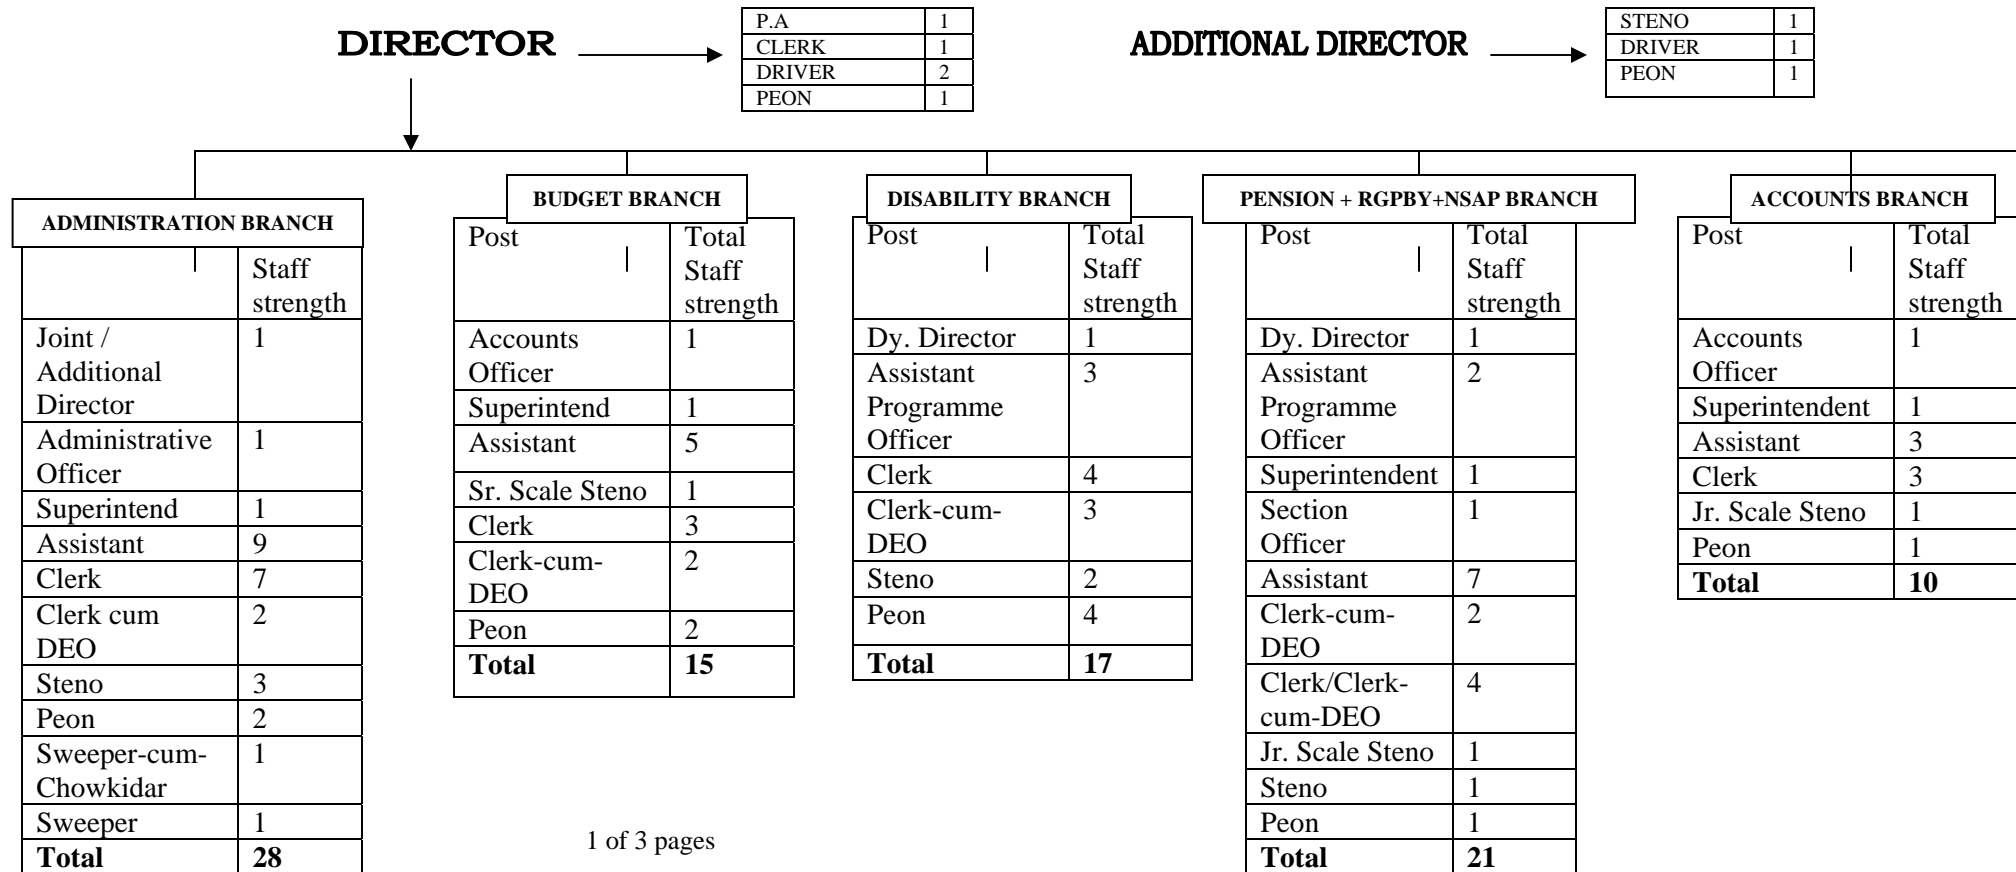 DIRECTOR
P.A 1
CLERK 1
DRIVER 2
PEON 1
ADDITIONAL DIRECTOR
STENO 1
DRIVER 1
PEON 1
ADMINISTRATION BRANCH
Staff
strength
Joint / 1
Additional
Director
Administrative 1
Officer
Superintend 1
Assistant 9
Clerk 7
Clerk cum 2
DEO
Steno 3
Peon 2
Sweeper-cum- 1
Chowkidar
Sweeper 1
Total 28
BUDGET BRANCH
Post Total
Staff
strength
Accounts 1
Officer
Superintend 1
Assistant 5
Sr. Scale Steno 1
Clerk 3
Clerk-cum- 2
DEO
Peon 2
Total 15
DISABILITY BRANCH
Post Total
Staff
strength
Dy. Director 1
Assistant 3
Programme
Officer
Clerk 4
Clerk-cum- 3
DEO
Steno 2
Peon 4
Total 17
PENSION + RGPBY+NSAP BRANCH
Post Total
Staff
strength
Dy. Director 1
Assistant 2
Programme
Officer
Superintendent 1
Section 1
Officer
Assistant 7
Clerk-cum- 2
DEO
Clerk/Clerk- 4
cum-DEO
Jr. Scale Steno 1
Steno 1
Peon 1
Total 21
ACCOUNTS BRANCH
Post Total
Staff
strength
Accounts 1
Officer
Superintendent 1
Assistant 3
Clerk 3
Jr. Scale Steno 1
Peon 1
Total 10
1 of 3 pages